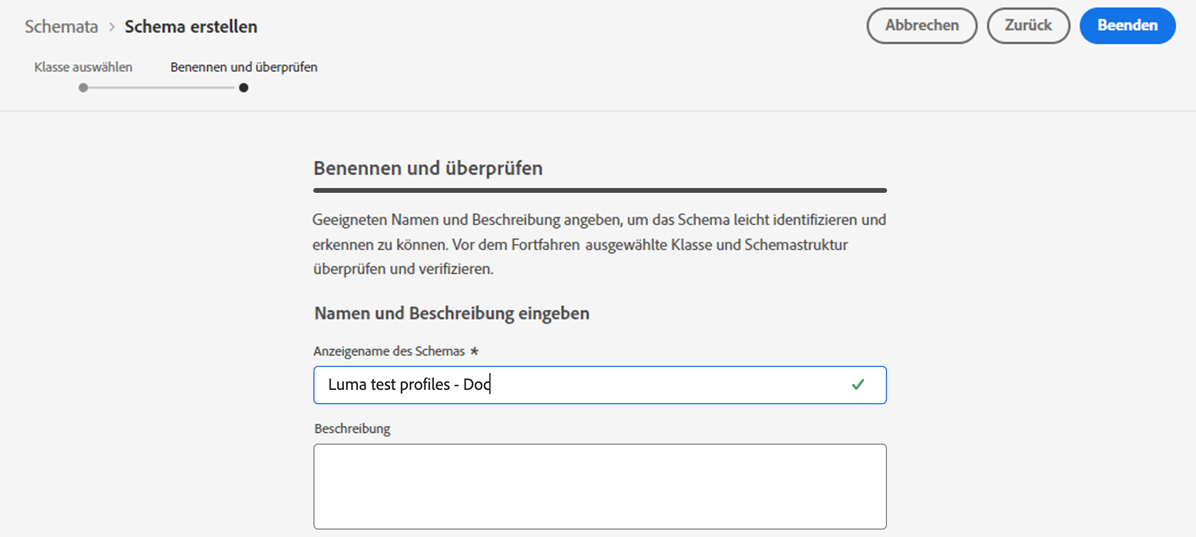 Schemata > Schema erstellen
Abbrechen
Zurück
Beenden
Klasse auswählen
Benennen und überprüfen
Benennen und überprüfen
Geeigneten Namen und Beschreibung angeben, um das Schema leicht identifizieren und
erkennen zu können. Vor dem Fortfahren ausgewählte Klasse und Schemastruktur
überprüfen und verifizieren.
Namen und Beschreibung eingeben
Anzeigename des Schemas *
Luma test profiles - Doc
Beschreibung